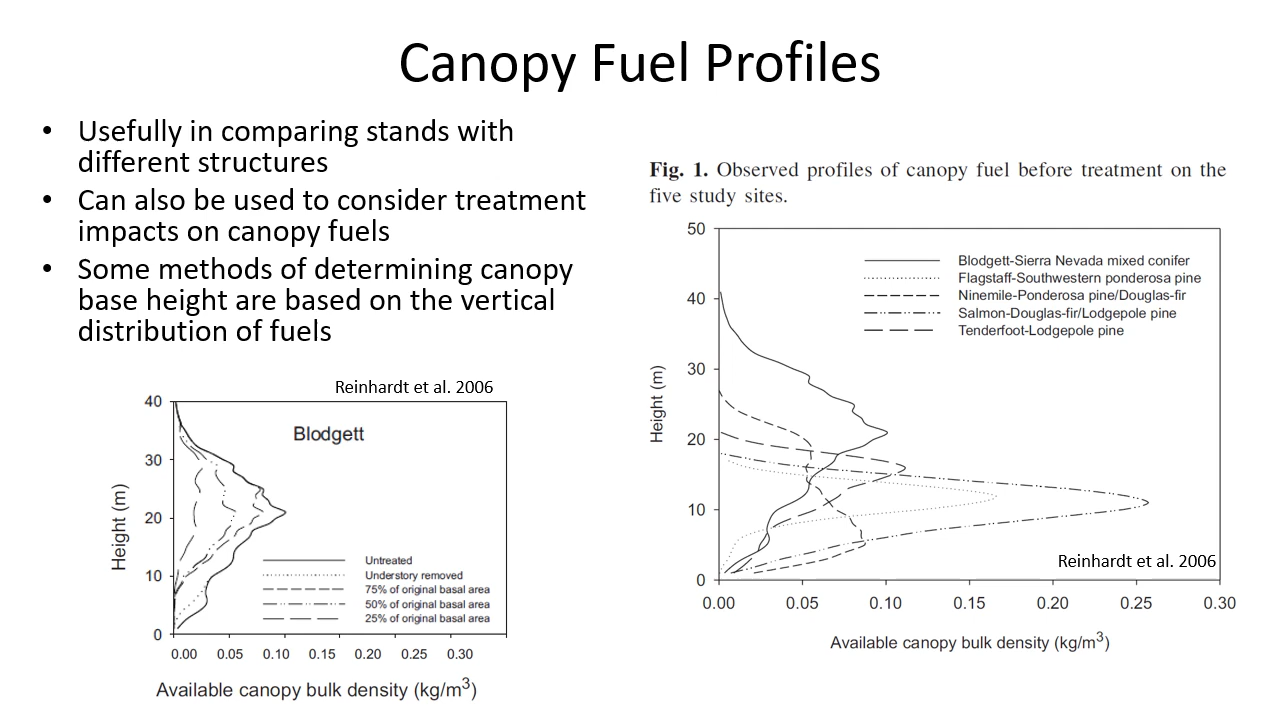 Canopy Fuel Profiles
• Usefully in comparing stands with
different structures
• Can also be used to consider treatment
impacts on canopy fuels
• Some methods of determining canopy
base height are based on the vertical
distribution of fuels
Reinhardt et al. 2006
Blodgett
Height (m)
40
30
20
10
0
Untreated
Understory removed
75% of original basal area
50% of original basal area
25% of original basal area
0.00 0.05 0.10 0.15 0.20 0.25 0.30
Available canopy bulk density (kg/m³)
Fig. 1. Observed profiles of canopy fuel before treatment on the
five study sites.
Height (m)
50
40
30
20
10
0
Blodgett-Sierra Nevada mixed conifer
Flagstaff-Southwestern ponderosa pine
Ninemile-Ponderosa pine/Douglas-fir
Salmon-Douglas-fir/Lodgepole pine
Tenderfoot-Lodgepole pine
Reinhardt et al. 2006
0.00 0.05 0.10 0.15 0.20 0.25 0.30
Available canopy bulk density (kg/m³)